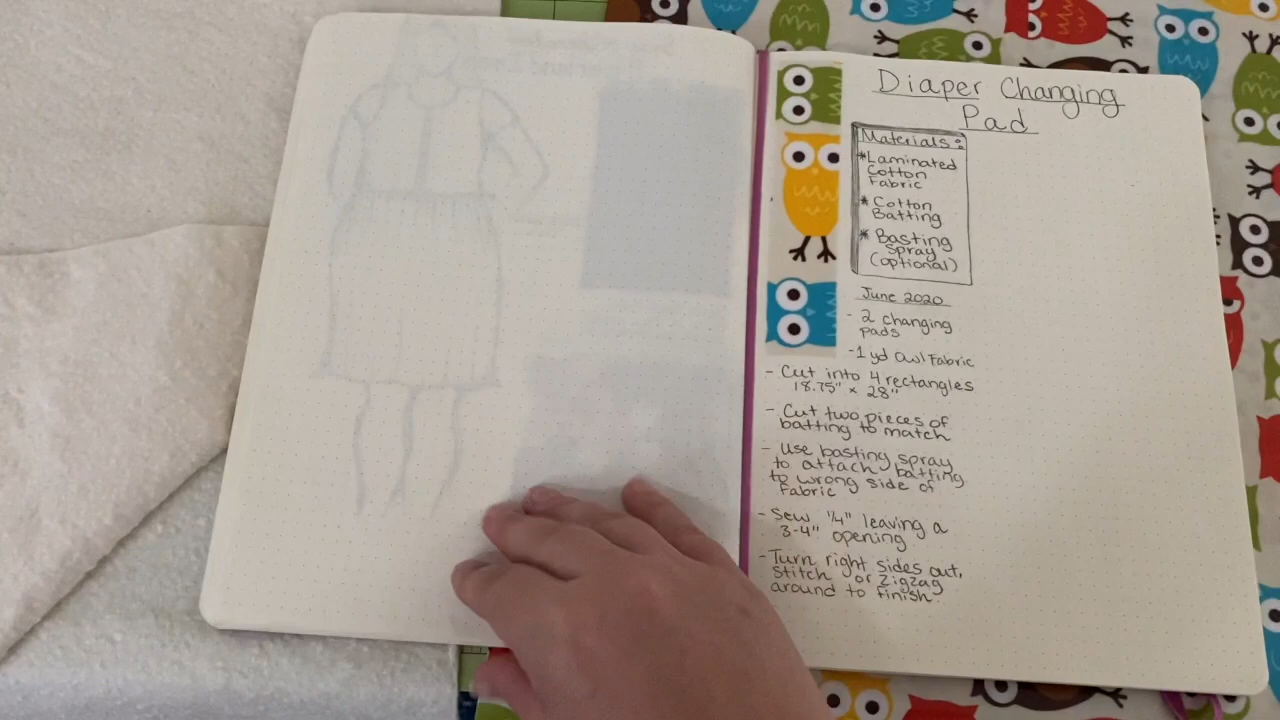 Diaper Changing
Pad
Materials:
*Laminated
Cotton
Fabric
* Cotton
Batting
* Basting
Spray
(optional)
June 2020
- 2 changing
pads
-1 yd Owl Fabric
- Cut into 4 rectangles
18.75" x 28"
- Cut two pieces of
batting to match
- Use basting spray
to attach batting
to wrong side of
fabric
- Sew 1/4" leaving a
3-4" opening
- Turn right sides out,
stitch or zigzag
around to finish.